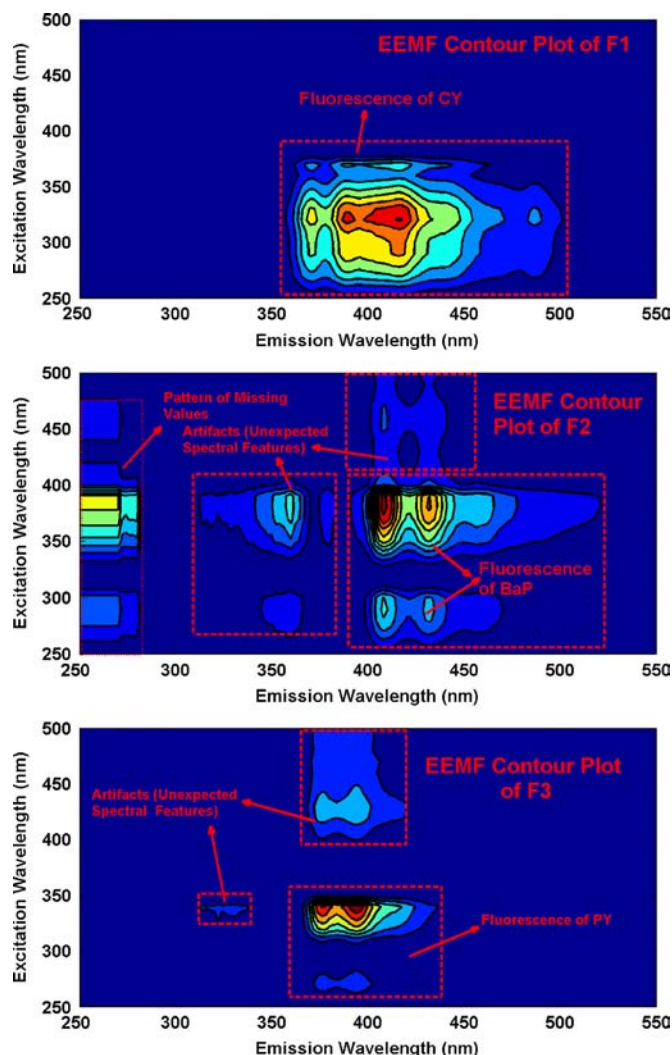 500
450
400
350
300
250
Excitation Wavelength (nm)
EEMF Contour Plot of F1
Fluorescence of CY
250 300 350 400 450 500 550
Emission Wavelength (nm)
500
450
400
350
300
250
Excitation Wavelength (nm)
Pattern of Missing
Values
Artifacts (Unexpected
Spectral Features)
EEMF Contour
Plot of F2
Fluorescence
of BaP
250 300 350 400 450 500 550
Emission Wavelength (nm)
500
450
400
350
300
250
Excitation Wavelength (nm)
EEMF Contour Plot
of F3
Artifacts (Unexpected
Spectral Features)
Fluorescence of PY
250 300 350 400 450 500 550
Emission Wavelength (nm)